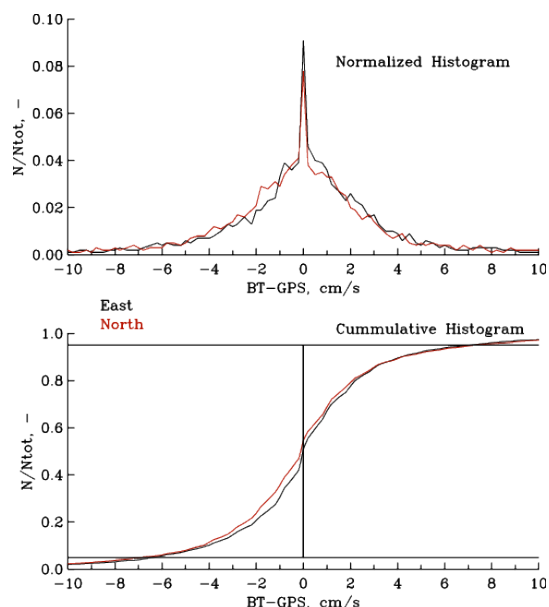 0.10
Normalized Histogram
0.08
0.06
N/Ntot, -
0.04
0.02
0.00
-10 -8 -6 -4 -2 0 2 4 6 8 10
BT-GPS, cm/s
East
North
Cummulative Histogram
1.0
0.8
0.6
N/Ntot, -
0.4
0.2
0.0
-10 -8 -6 -4 -2 0 2 4 6 8 10
BT-GPS, cm/s